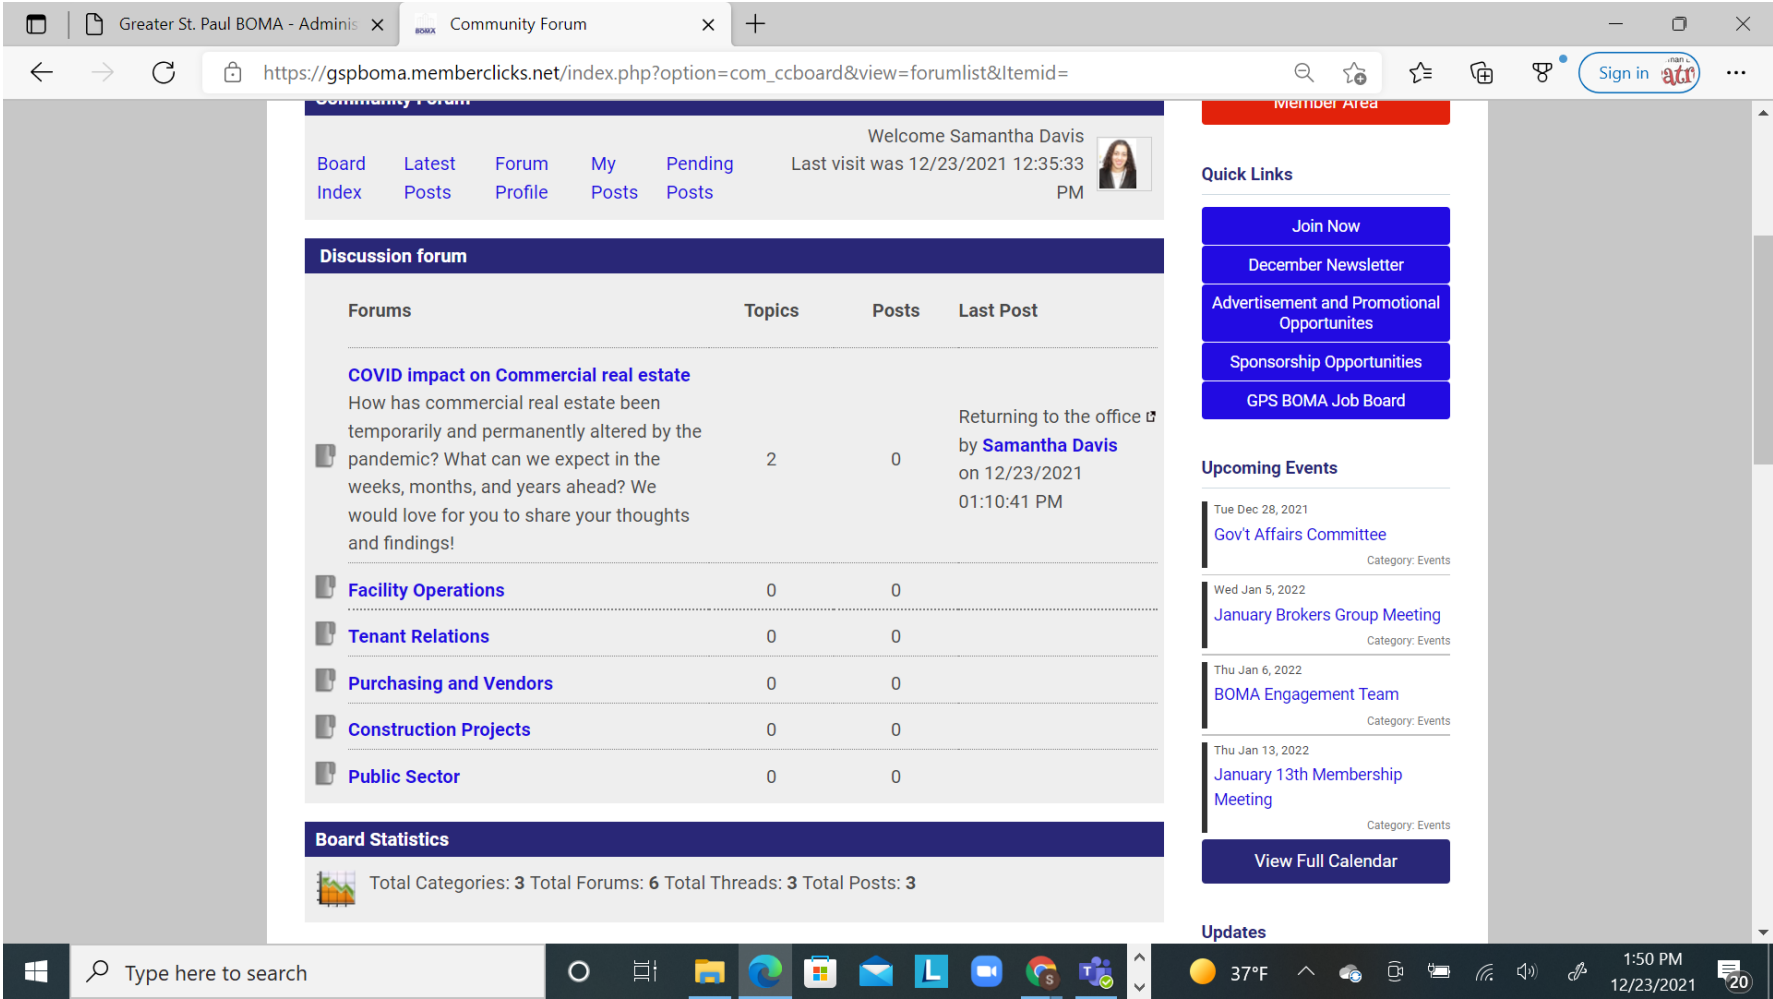 Greater St. Paul BOMA - Adminis
BOMA
Community Forum
https://gspboma.memberclicks.net/index.php?option=com_ccboard&view=forumlist&Itemid=
Sign in
atr
Community Forum
Welcome Samantha Davis
Last visit was 12/23/2021 12:35:33
PM
Board
Index
Latest
Posts
Forum
Profile
My
Posts
Pending
Posts
Discussion forum
Forums Topics Posts Last Post
COVID impact on Commercial real estate
How has commercial real estate been
temporarily and permanently altered by the
pandemic? What can we expect in the
weeks, months, and years ahead? We
would love for you to share your thoughts
and findings!
2 0
Returning to the office
by Samantha Davis
on 12/23/2021
01:10:41 PM
Facility Operations 0 0
Tenant Relations 0 0
Purchasing and Vendors 0 0
Construction Projects 0 0
Public Sector 0 0
Board Statistics
Total Categories: 3 Total Forums: 6 Total Threads: 3 Total Posts: 3
Member Area
Quick Links
Join Now
December Newsletter
Advertisement and Promotional
Opportunites
Sponsorship Opportunities
GPS BOMA Job Board
Upcoming Events
Tue Dec 28, 2021
Gov't Affairs Committee
Category: Events
Wed Jan 5, 2022
January Brokers Group Meeting
Category: Events
Thu Jan 6, 2022
BOMA Engagement Team
Category: Events
Thu Jan 13, 2022
January 13th Membership
Meeting
Category: Events
View Full Calendar
Updates
Type here to search
L
S
T
37°F
1:50 PM
12/23/2021
20